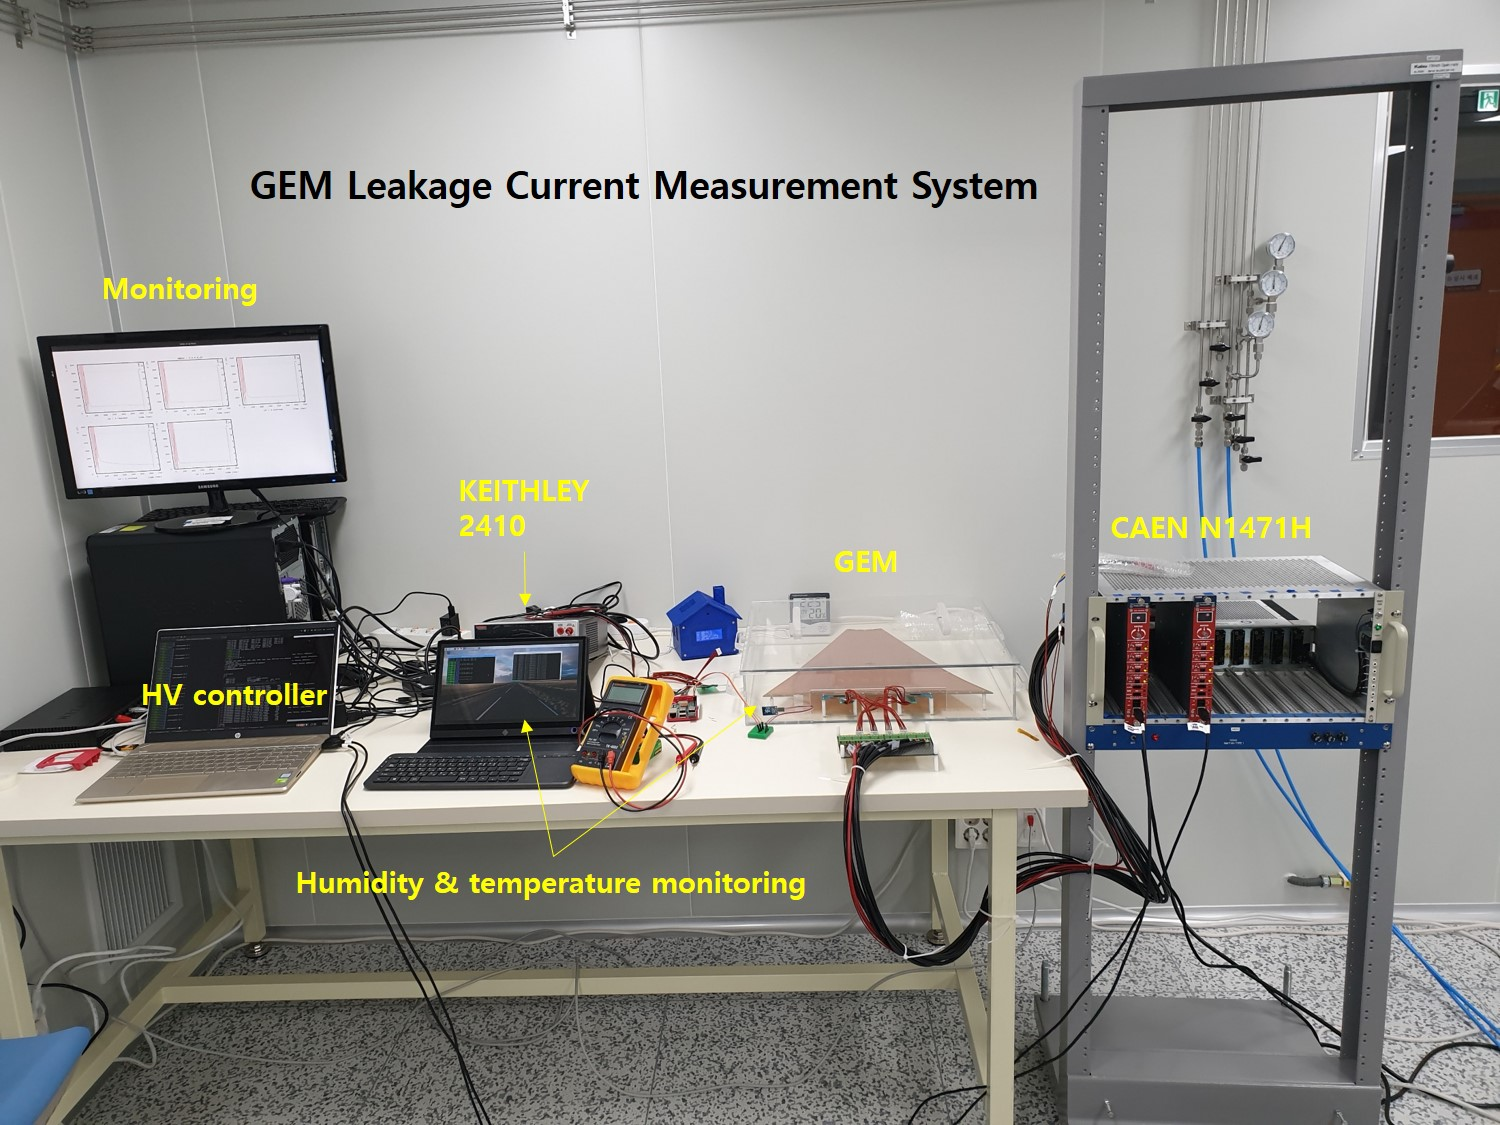 GEM Leakage Current Measurement System
Monitoring
KEITHLEY
2410
GEM
CAEN N1471H
HV controller
Humidity & temperature monitoring
SAMSUNG